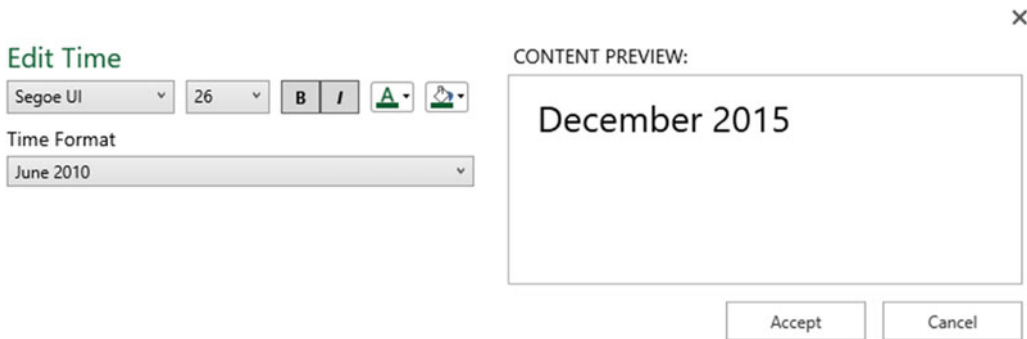 Edit Time
Segoe UI 26 B I A
Time Format
June 2010
CONTENT PREVIEW:
December 2015
Accept Cancel